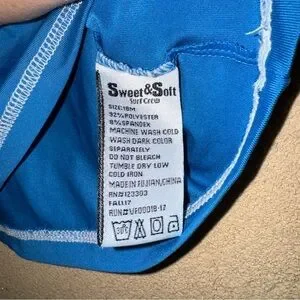 Sweet&Soft
Surf Crew
SIZE:18M
92%POLYESTER
8%SPANDEX
MACHINE WASH COLD
WASH DARK COLOR
SEPARATELY
DO NOT BLEACH
TUMBLE DRY LOW
COLD IRON
MADE IN FUJIAN,CHINA
RN#123303
FALL17